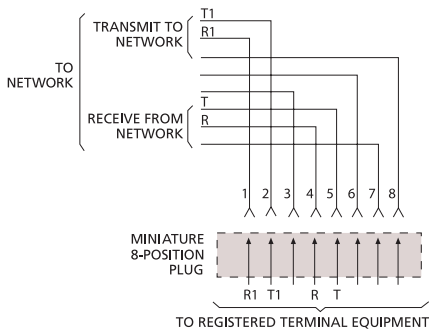 T1
TRANSMIT TO
NETWORK
R1
TO
NETWORK
T
RECEIVE FROM
NETWORK
R
1 2 3 4 5 6 7 8
MINIATURE
8-POSITION
PLUG
R1 T1 R T
TO REGISTERED TERMINAL EQUIPMENT